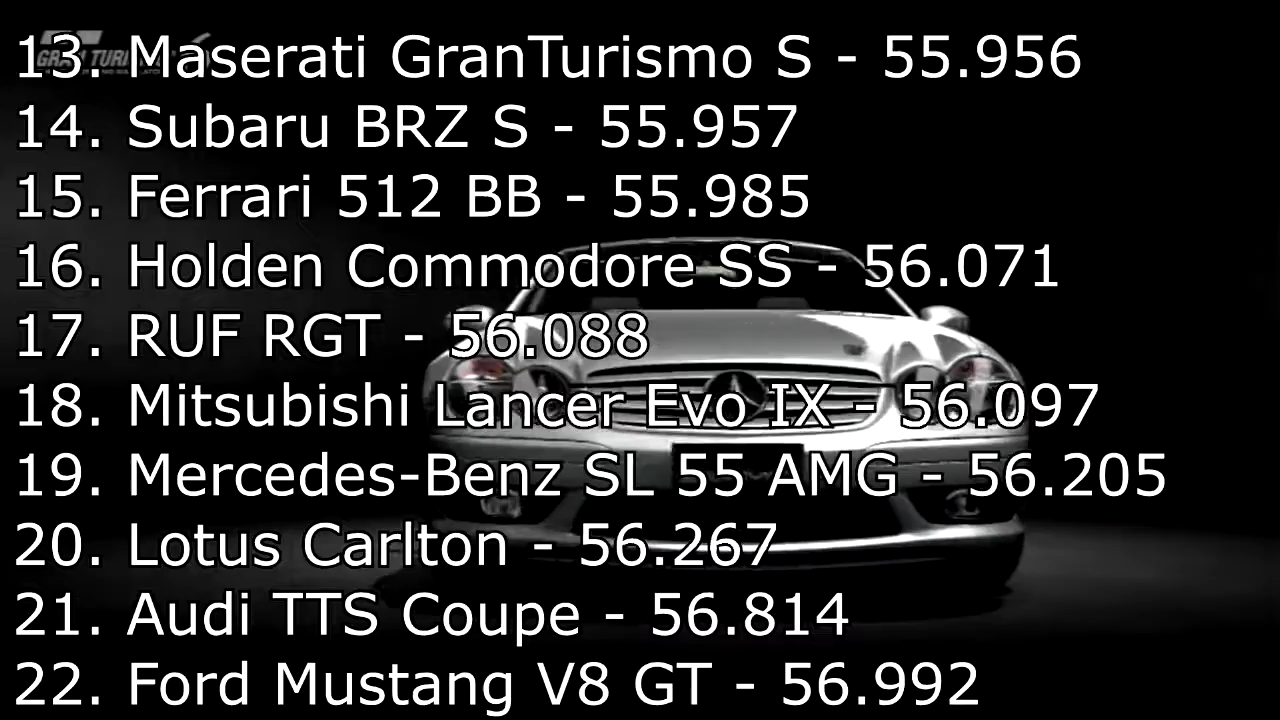 13. Maserati GranTurismo S - 55.956
14. Subaru BRZ S - 55.957
15. Ferrari 512 BB - 55.985
16. Holden Commodore SS - 56.071
17. RUF RGT - 56.088
18. Mitsubishi Lancer Evo IX - 56.097
19. Mercedes-Benz SL 55 AMG - 56.205
20. Lotus Carlton - 56.267
21. Audi TTS Coupe - 56.814
22. Ford Mustang V8 GT - 56.992